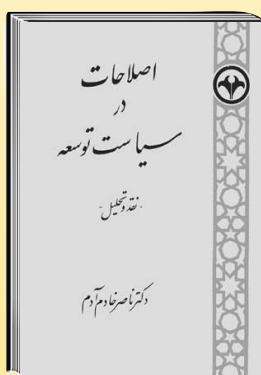 اصلاحات
در
سیاست توسعه
- نقد و تحلیل -
دکتر ناصر خادم آدم